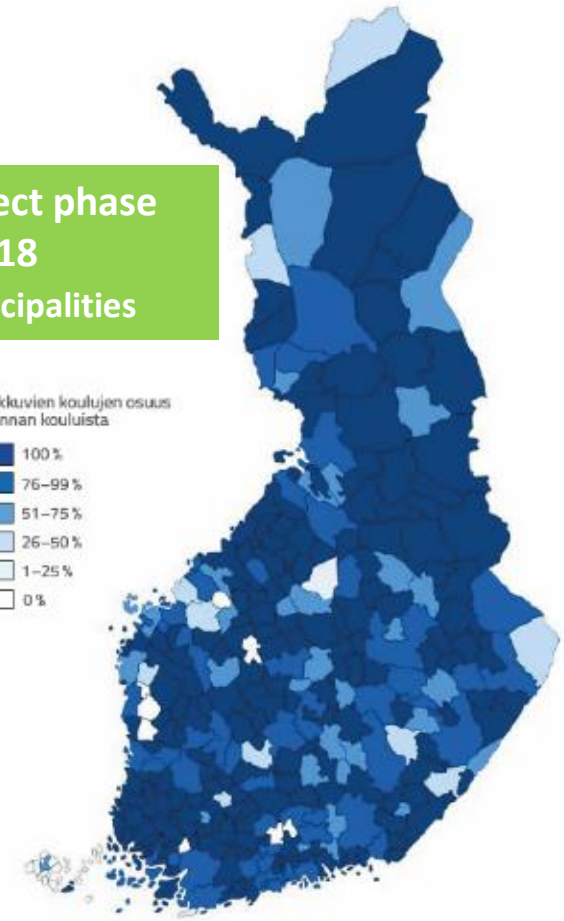 ect phase
18
cipalities
kkuvien koulujen osuus
nnan kouluista
100 %
76–99 %
51–75 %
26–50 %
1–25 %
0 %